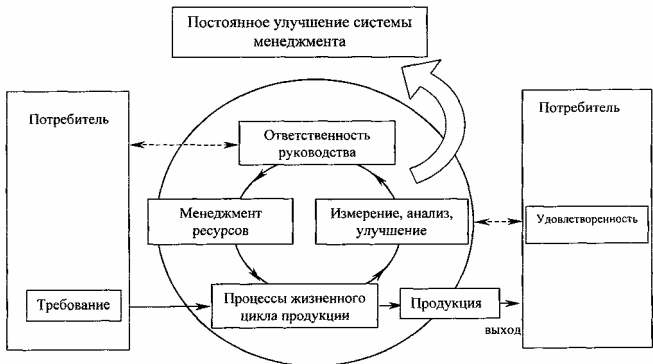 Постоянное улучшение системы
менеджмента
Потребитель
Потребитель
Ответственность
руководства
Менеджмент
ресурсов
Измерение, анализ,
улучшение
Удовлетворенность
Требование
Процессы жизненного
цикла продукции
Продукция
выход